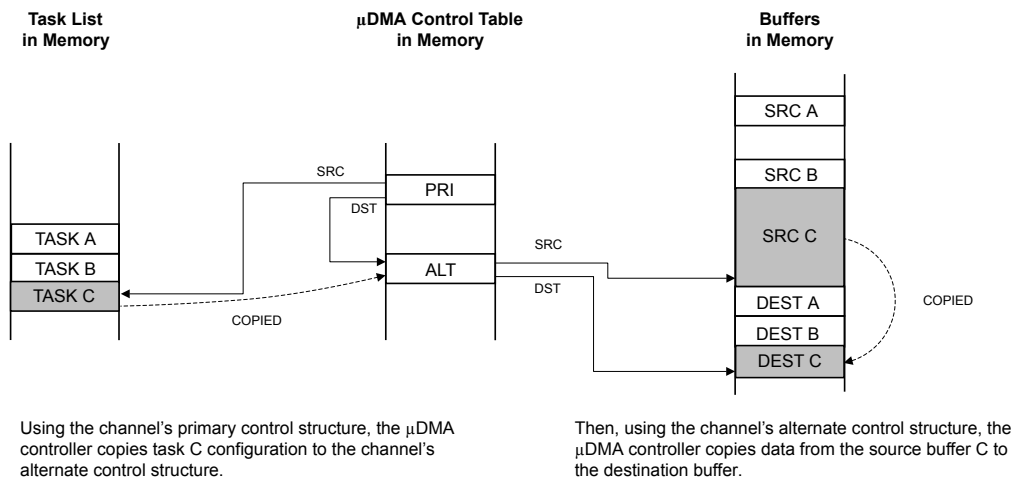 Task List
in Memory
µDMA Control Table
in Memory
Buffers
in Memory
SRC A
SRC B
SRC C
DEST A
DEST B
DEST C
SRC
PRI
DST
TASK A
TASK B
TASK C
ALT
SRC
DST
COPIED
COPIED
Using the channel's primary control structure, the µDMA
controller copies task C configuration to the channel's
alternate control structure.
Then, using the channel's alternate control structure, the
µDMA controller copies data from the source buffer C to
the destination buffer.